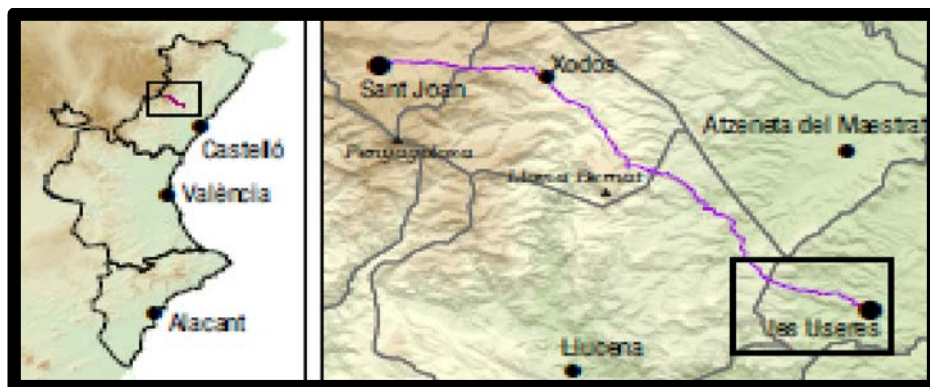 Castelló
València
Alacant
Sant Joan
Xodos
Atzeneta del Maestrat
Penyagolosa
les Useres
Llucena